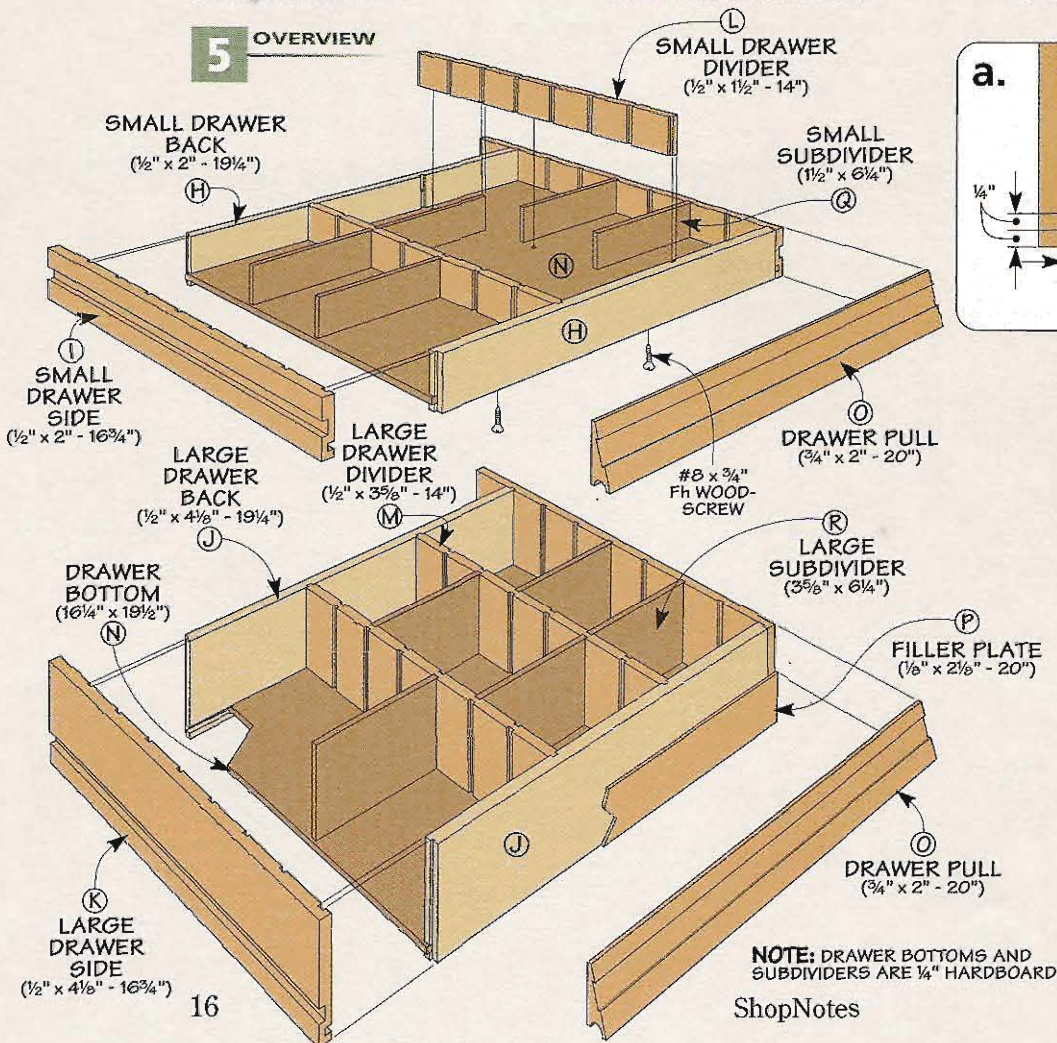 5 OVERVIEW
L
SMALL DRAWER
DIVIDER
(½" x 1½" - 14")
a.
¼"
SMALL DRAWER
BACK
(½" x 2" - 19¼")
H
SMALL
SUBDIVIDER
(1½" x 6¼")
Q
N
H
I
SMALL
DRAWER
SIDE
(½" x 2" - 16¾")
O
DRAWER PULL
(¾" x 2" - 20")
#8 x ¾"
Fh WOOD-
SCREW
LARGE
DRAWER
BACK
(½" x 4⅛" - 19¼")
J
LARGE
DRAWER
DIVIDER
(½" x 3⅝" - 14")
M
R
LARGE
SUBDIVIDER
(3⅝" x 6¼")
DRAWER
BOTTOM
(16¼" x 19½")
N
P
FILLER PLATE
(⅛" x 2⅛" - 20")
J
K
LARGE
DRAWER
SIDE
(½" x 4⅛" - 16¾")
O
DRAWER PULL
(¾" x 2" - 20")
NOTE: DRAWER BOTTOMS AND
SUBDIVIDERS ARE ¼" HARDBOARD
16
ShopNotes